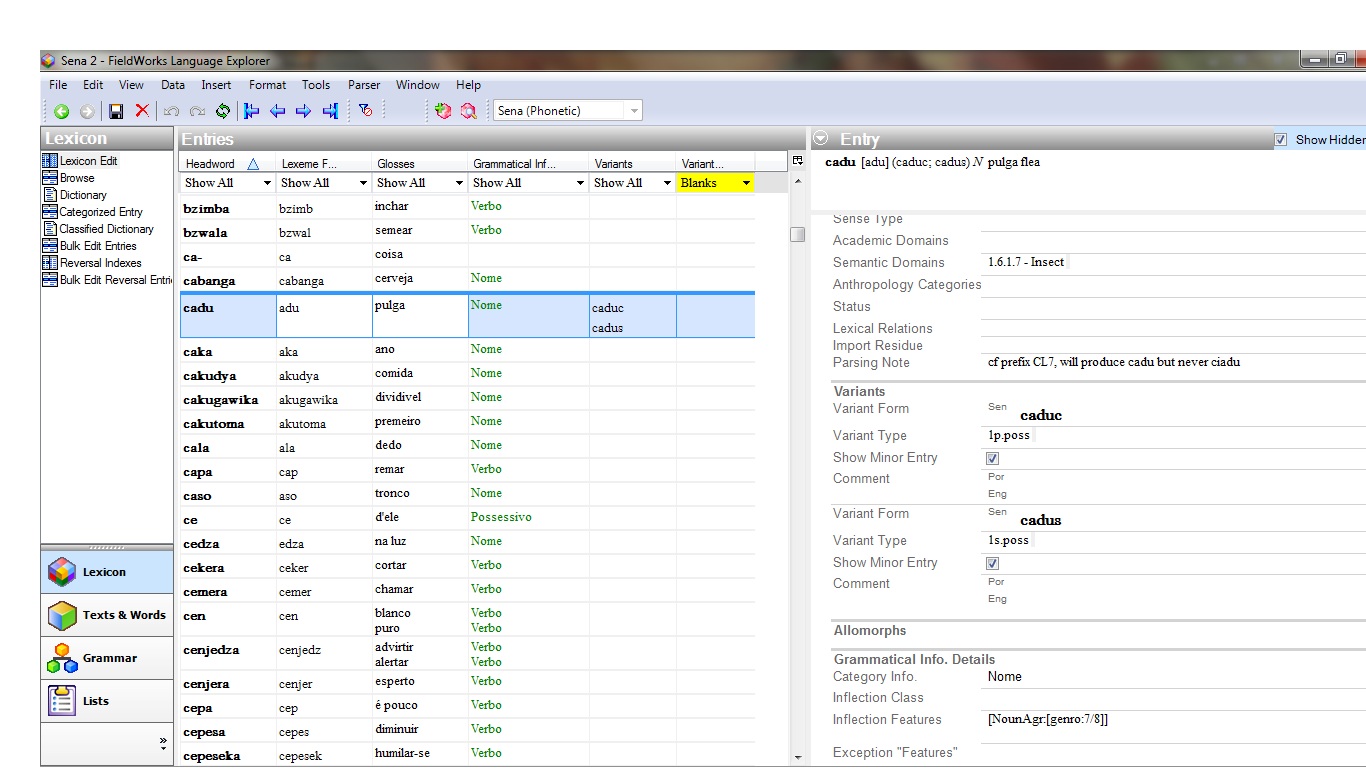 Sena 2 - FieldWorks Language Explorer
File Edit View Data Insert Format Tools Parser Window Help
Sena (Phonetic)
Lexicon
Lexicon Edit
Browse
Dictionary
Categorized Entry
Classified Dictionary
Bulk Edit Entries
Reversal Indexes
Bulk Edit Reversal Entri
Lexicon
Texts & Words
Grammar
Lists
»
Entries
Headword Lexeme F... Glosses Grammatical Inf... Variants Variant...
Show All Show All Show All Show All Show All Blanks
bzimba bzimb inchar Verbo
bzwala bzwal semear Verbo
ca- ca coisa
cabanga cabanga cerveja Nome
cadu adu pulga Nome caduc
cadus
caka aka ano Nome
cakudya akudya comida Nome
cakugawika akugawika dividivel Nome
cakutoma akutoma premeiro Nome
cala ala dedo Nome
capa cap remar Verbo
caso aso tronco Nome
ce ce d'ele Possessivo
cedza edza na luz Nome
cekera ceker cortar Verbo
cemera cemer chamar Verbo
cen cen blanco Verbo
puro Verbo
cenjedza cenjedz advirtir Verbo
alertar Verbo
cenjera cenjer esperto Verbo
cepa cep é pouco Verbo
cepesa cepes diminuir Verbo
cepeseka cepesek humilar-se Verbo
Entry
Show Hidden
cadu [adu] (caduc; cadus) .N pulga flea
Sense Type
Academic Domains
Semantic Domains 1.6.1.7 - Insect
Anthropology Categories
Status
Lexical Relations
Import Residue
Parsing Note cf prefix CL7, will produce cadu but never ciadu
Variants
Variant Form Sen caduc
Variant Type 1p.poss
Show Minor Entry
Comment Por
Eng
Variant Form Sen cadus
Variant Type 1s.poss
Show Minor Entry
Comment Por
Eng
Allomorphs
Grammatical Info. Details
Category Info. Nome
Inflection Class
Inflection Features [NounAgr:[genro:7/8]]
Exception "Features"